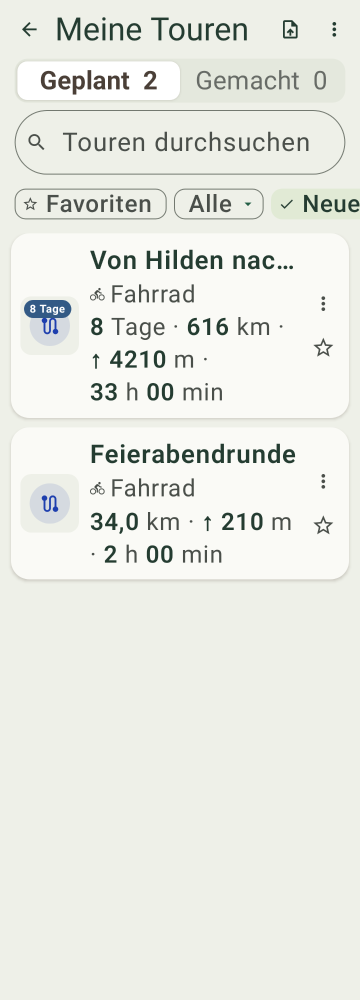 Meine Touren
Geplant 2
Gemacht 0
Touren durchsuchen
Favoriten
Alle
Neue
Von Hilden nac…
Fahrrad
8 Tage
8 Tage · 616 km ·
↑ 4210 m ·
33 h 00 min
Feierabendrunde
Fahrrad
34,0 km · ↑ 210 m
· 2 h 00 min